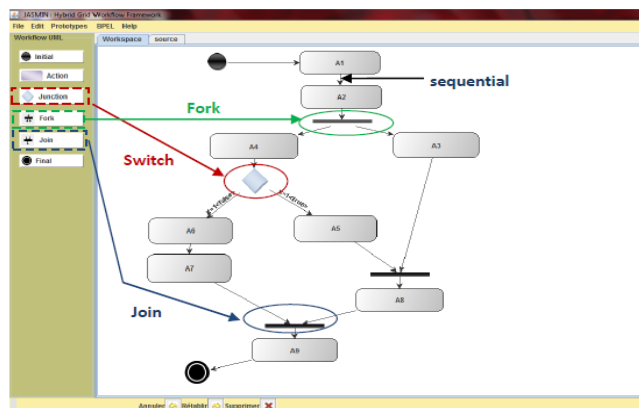 JASMIN : Hybrid Grid Workflow Framework
File Edit Prototypes BPEL Help
Workflow UML
Workspace source
Initial
Action
Junction
Fork
Join
Final
A1
sequential
A2
Fork
A4
A3
Switch
A6
A5
A7
A8
Join
A9
Annuler Rétablir Supprimer